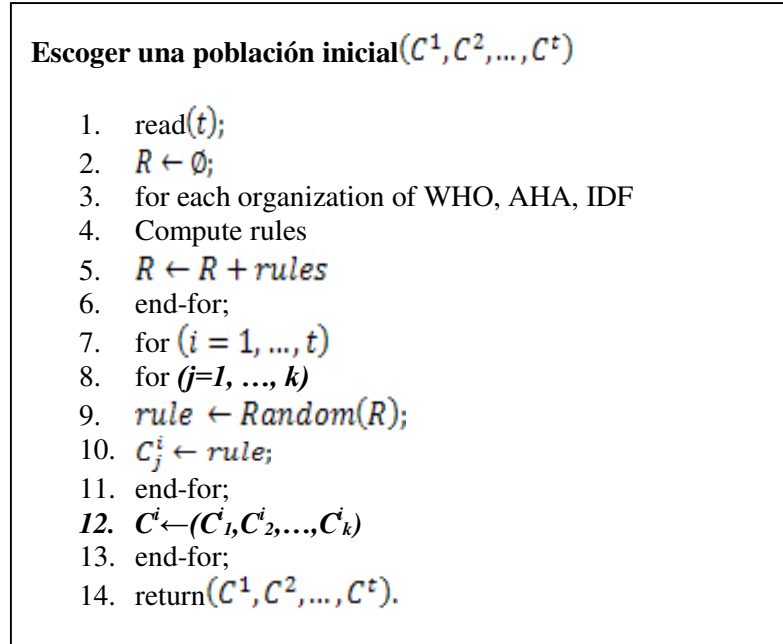 Escoger una población inicial(C¹,C²,...,Cᵗ)
1. read(t);
2. R ← ∅;
3. for each organization of WHO, AHA, IDF
4. Compute rules
5. R ← R + rules
6. end-for;
7. for (i = 1, ..., t)
8. for (j=1, …, k)
9. rule ← Random(R);
10. Cⁱⱼ ← rule;
11. end-for;
12. Cⁱ←(Cⁱ₁,Cⁱ₂,…,Cⁱₖ)
13. end-for;
14. return(C¹,C²,...,Cᵗ).